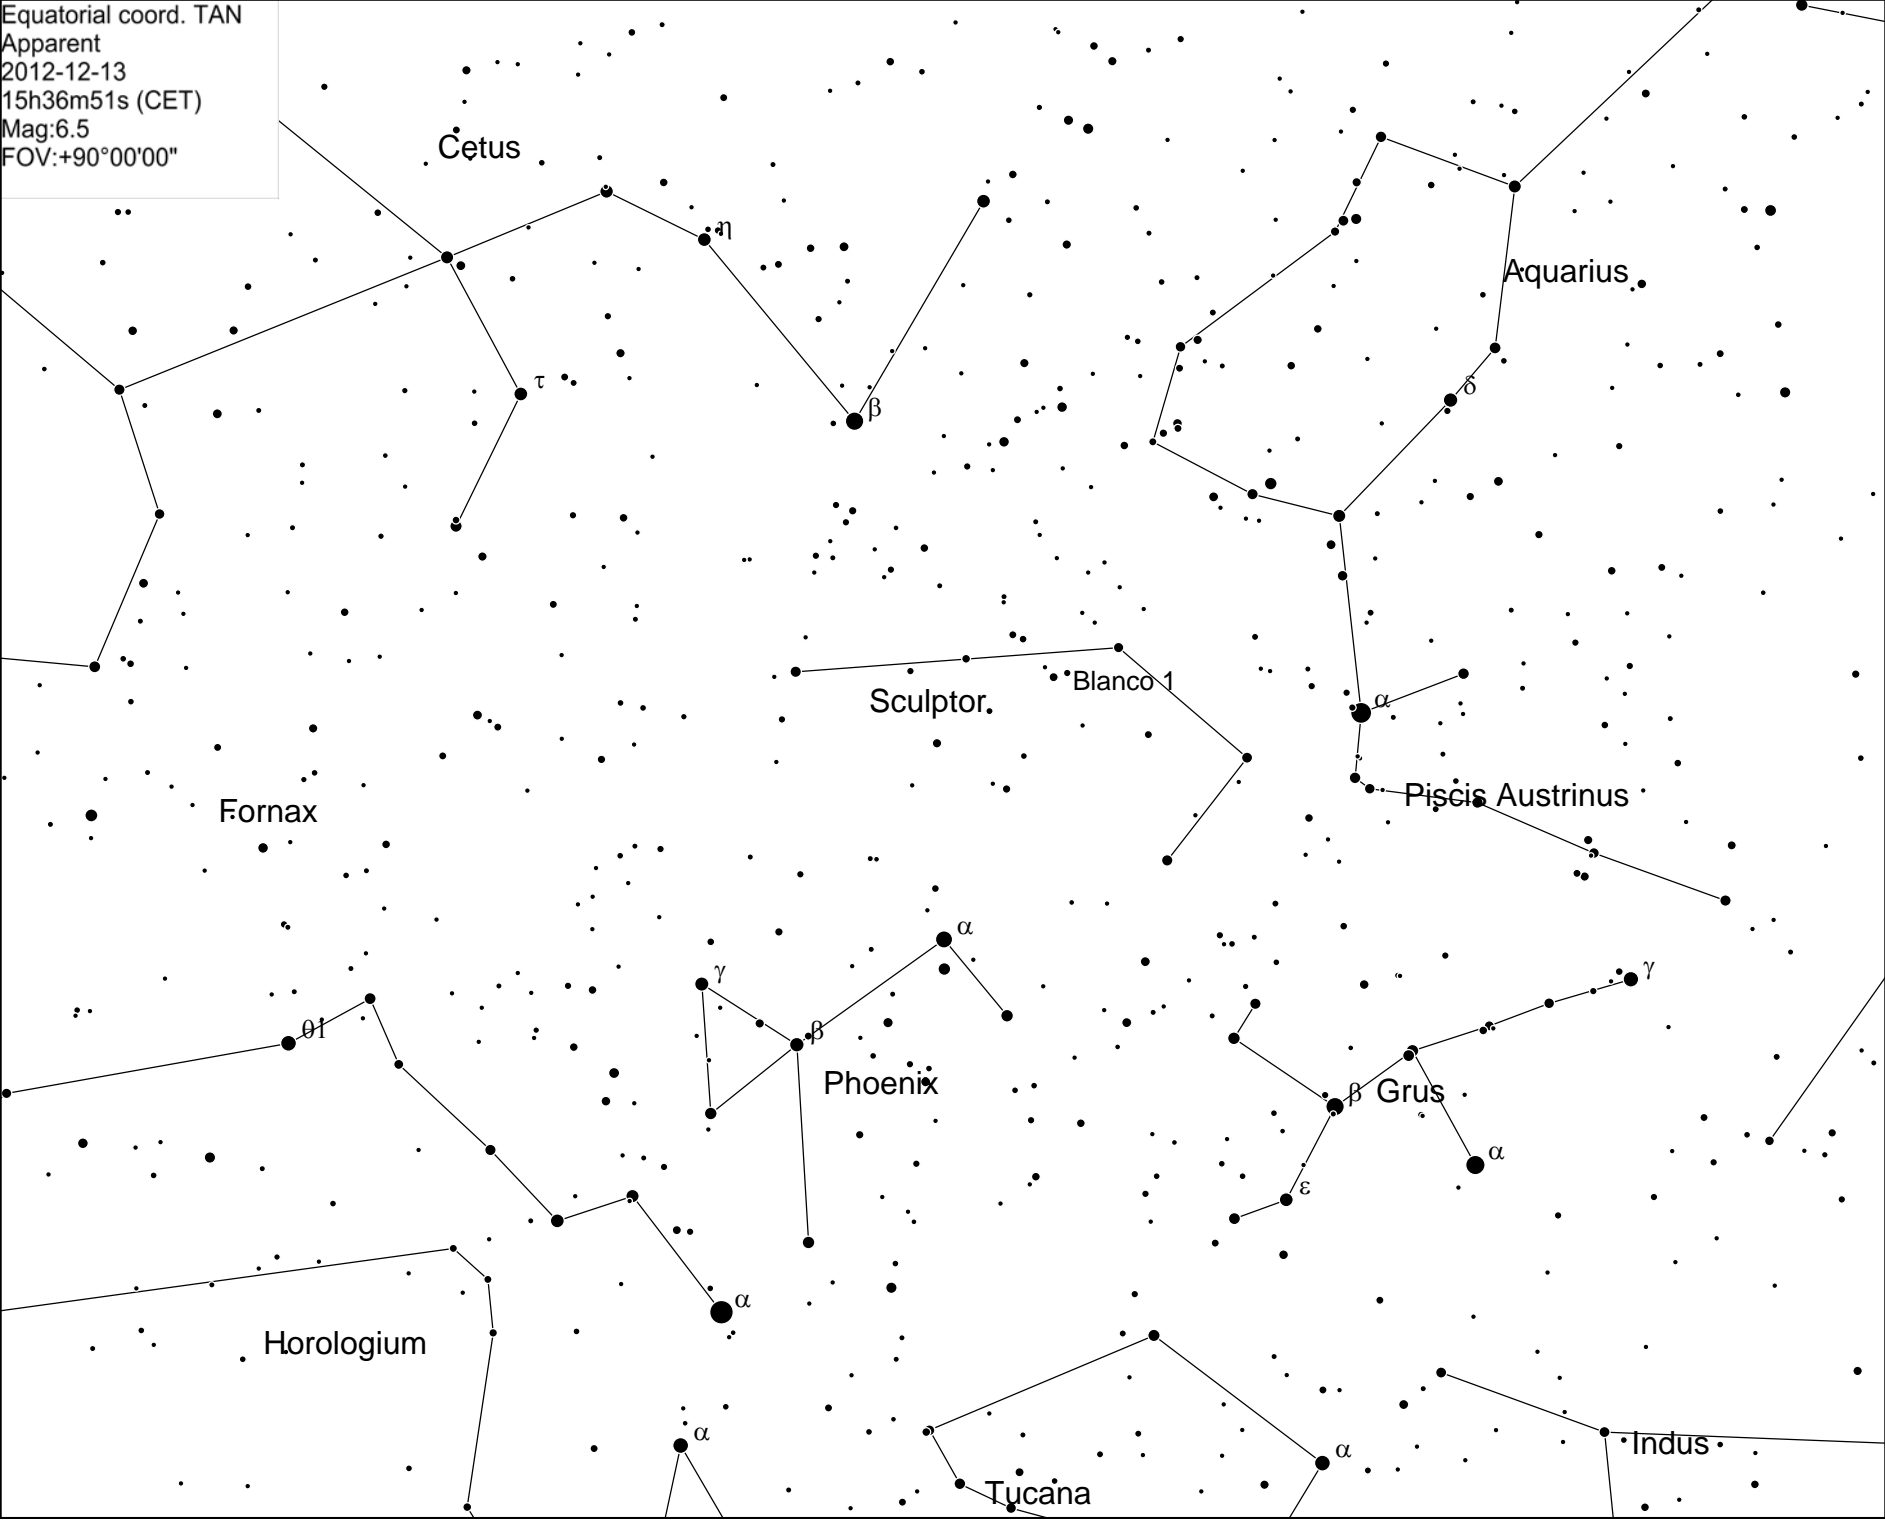 Equatorial coord. TAN
Apparent
2012-12-13
15h36m51s (CET)
Mag:6.5
FOV:+90°00'00"
Cetus
η
Aquarius
τ
δ
β
Blanco 1
Sculptor
α
Piscis Austrinus
Fornax
α
γ
γ
θ1
β
Phoenix
β
Grus
α
ε
α
Horologium
α
α
Indus
Tucana